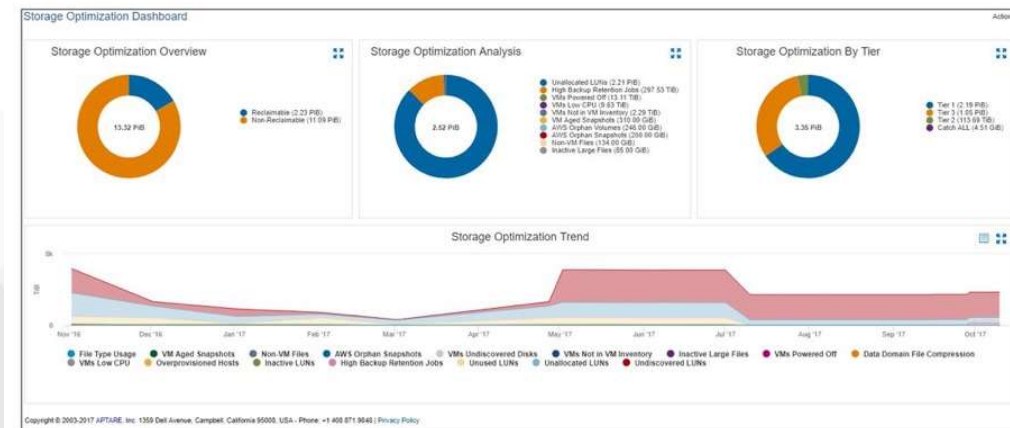 Storage Optimization Dashboard
Action
Storage Optimization Overview
13.32 PiB
Reclaimable (2.23 PiB)
Non-Reclaimable (11.09 PiB)
Storage Optimization Analysis
2.52 PiB
Unallocated LUNs (2.21 PiB)
High Backup Retention Jobs (297.53 TiB)
VMs Powered Off (13.11 TiB)
VMs Low CPU (9.83 TiB)
VMs Not in VM Inventory (2.29 TiB)
VM Aged Snapshots (310.00 GiB)
AWS Orphan Volumes (246.00 GiB)
AWS Orphan Snapshots (200.00 GiB)
Non-VM Files (134.00 GiB)
Inactive Large Files (85.00 GiB)
Storage Optimization By Tier
3.35 PiB
Tier 1 (2.19 PiB)
Tier 3 (1.05 PiB)
Tier 2 (113.69 TiB)
Catch ALL (4.51 GiB)
Storage Optimization Trend
TiB
0
Nov '16 Dec '16 Jan '17 Feb '17 Mar '17 Apr '17 May '17 Jun '17 Jul '17 Aug '17 Sep '17 Oct '17
File Type Usage VM Aged Snapshots Non-VM Files AWS Orphan Snapshots VMs Undiscovered Disks VMs Not in VM Inventory Inactive Large Files VMs Powered Off Data Domain File Compression
VMs Low CPU Overprovisioned Hosts Inactive LUNs High Backup Retention Jobs Unused LUNs Unallocated LUNs Undiscovered LUNs
Copyright © 2003-2017 APTARE, Inc. 1359 Dell Avenue, Campbell, California 95008, USA - Phone: +1 408.871.9848 | Privacy Policy